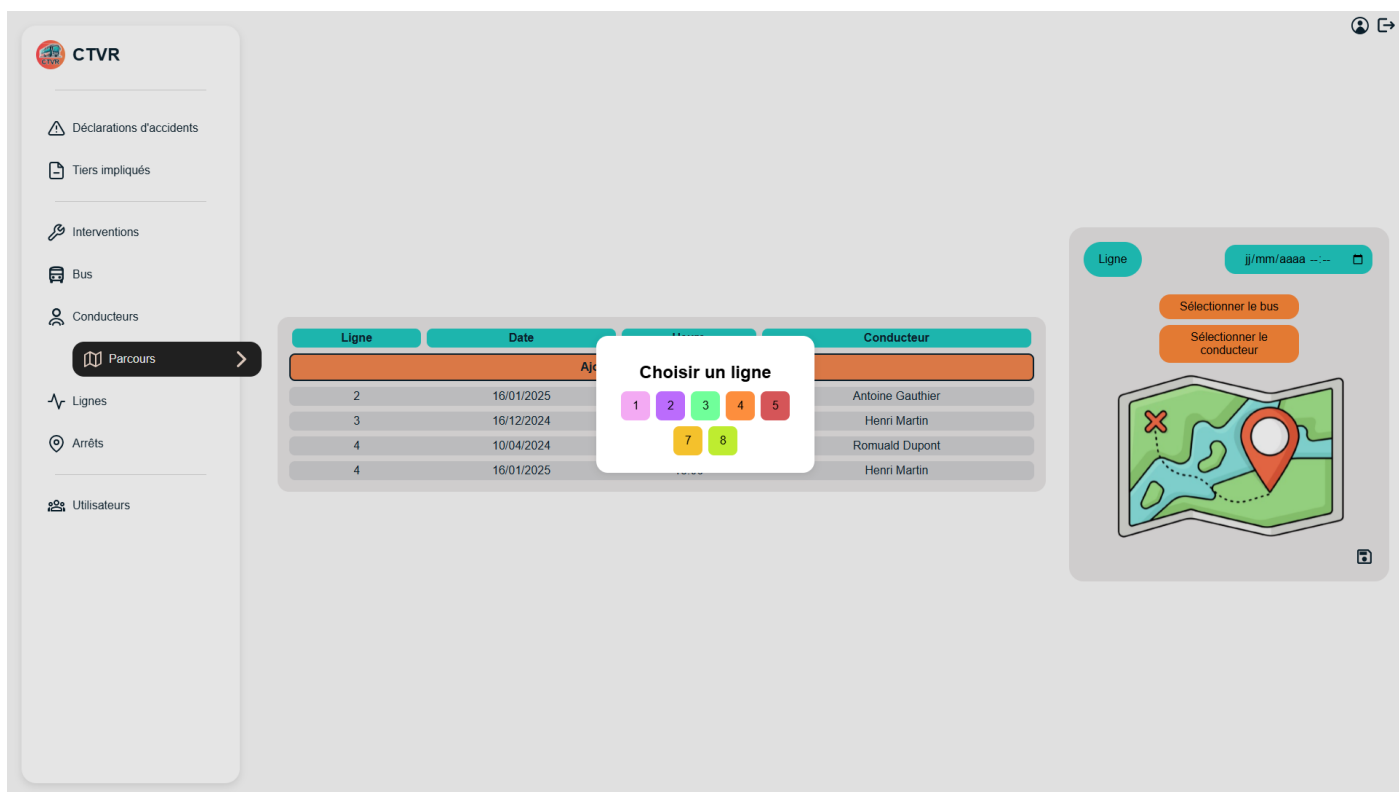 CTVR
CTVR
Déclarations d'accidents
Tiers impliqués
Interventions
Bus
Conducteurs
Parcours
Lignes
Arrêts
Utilisateurs
Ligne Date Conducteur
2 16/01/2025 Antoine Gauthier
3 16/12/2024 Henri Martin
4 10/04/2024 Romuald Dupont
4 16/01/2025 Henri Martin
Choisir un ligne
1 2 3 4 5
7 8
Ligne jj/mm/aaaa --:--
Sélectionner le bus
Sélectionner le
conducteur